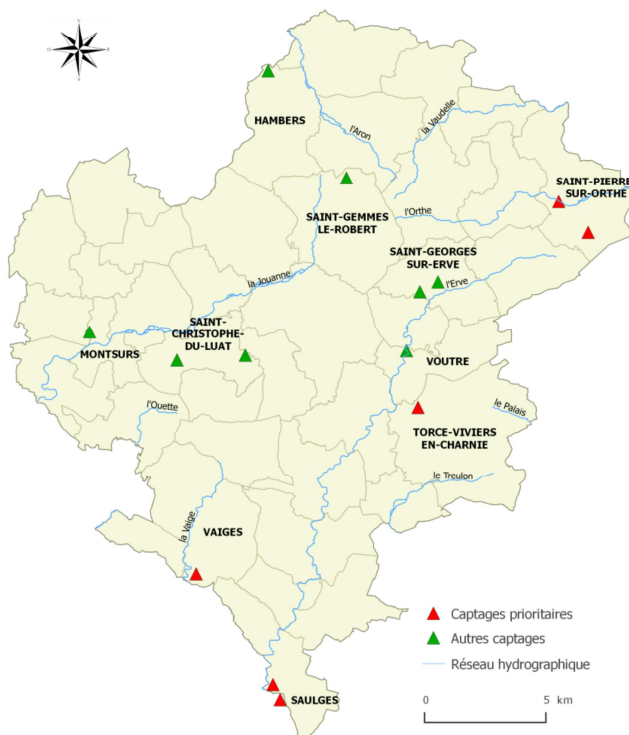 N
O
E
S
HAMBERS
l'Aron
la Vaudelle
SAINT-PIERRE
SUR-ORTHE
SAINT-GEMMES
LE-ROBERT
l'Orthe
SAINT-GEORGES
SUR-ERVE
l'Erve
la Jouanne
SAINT-
CHRISTOPHE-
DU-LUAT
MONTSURS
VOUTRE
l'Ouette
le Palais
TORCE-VIVIERS
EN-CHARNIE
le Treulon
la Vaige
VAIGES
SAULGES
Captages prioritaires
Autres captages
Réseau hydrographique
0 5 km